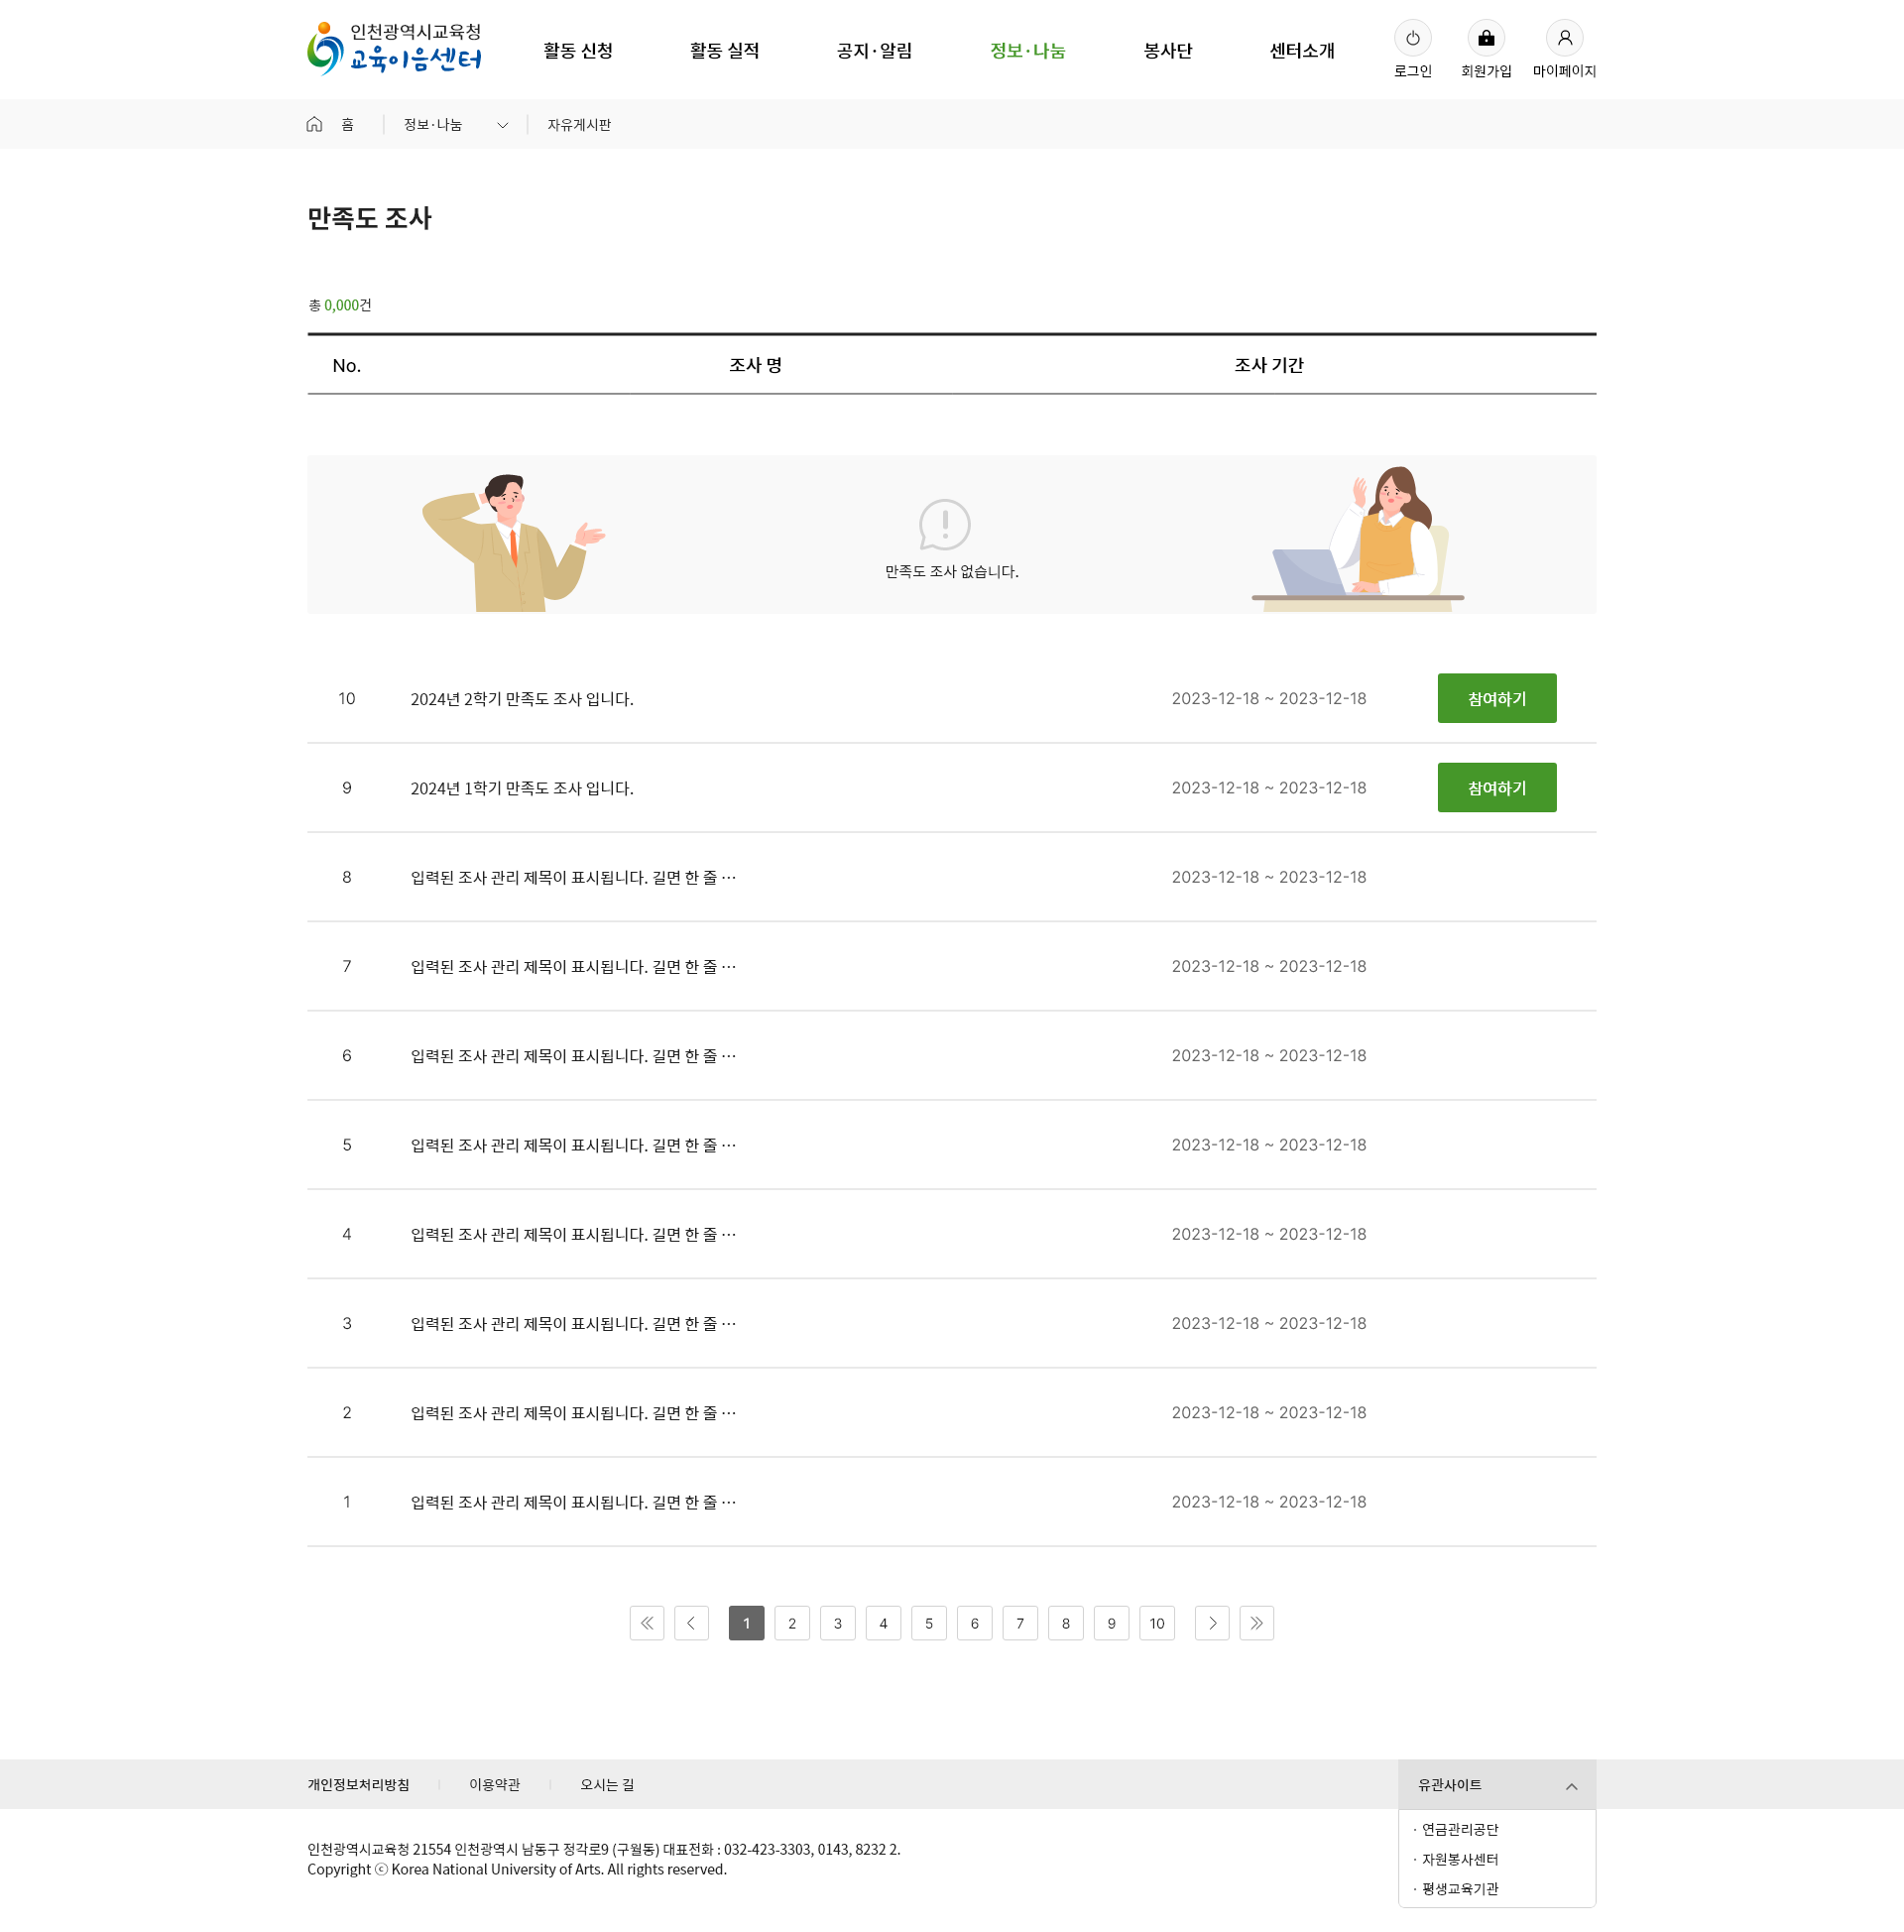 인천광역시교육청
교육이음센터
활동 신청
활동 실적
공지·알림
정보·나눔
봉사단
센터소개
로그인
회원가입
마이페이지
홈
정보·나눔
자유게시판
만족도 조사
총 0,000건
No. 조사 명 조사 기간
만족도 조사 없습니다.
10 2024년 2학기 만족도 조사 입니다. 2023-12-18 ~ 2023-12-18 참여하기
9 2024년 1학기 만족도 조사 입니다. 2023-12-18 ~ 2023-12-18 참여하기
8 입력된 조사 관리 제목이 표시됩니다. 길면 한 줄 … 2023-12-18 ~ 2023-12-18
7 입력된 조사 관리 제목이 표시됩니다. 길면 한 줄 … 2023-12-18 ~ 2023-12-18
6 입력된 조사 관리 제목이 표시됩니다. 길면 한 줄 … 2023-12-18 ~ 2023-12-18
5 입력된 조사 관리 제목이 표시됩니다. 길면 한 줄 … 2023-12-18 ~ 2023-12-18
4 입력된 조사 관리 제목이 표시됩니다. 길면 한 줄 … 2023-12-18 ~ 2023-12-18
3 입력된 조사 관리 제목이 표시됩니다. 길면 한 줄 … 2023-12-18 ~ 2023-12-18
2 입력된 조사 관리 제목이 표시됩니다. 길면 한 줄 … 2023-12-18 ~ 2023-12-18
1 입력된 조사 관리 제목이 표시됩니다. 길면 한 줄 … 2023-12-18 ~ 2023-12-18
1 2 3 4 5 6 7 8 9 10
개인정보처리방침
이용약관
오시는 길
유관사이트
· 연금관리공단
· 자원봉사센터
· 평생교육기관
인천광역시교육청 21554 인천광역시 남동구 정각로9 (구월동) 대표전화 : 032-423-3303, 0143, 8232 2.
Copyright ⓒ Korea National University of Arts. All rights reserved.